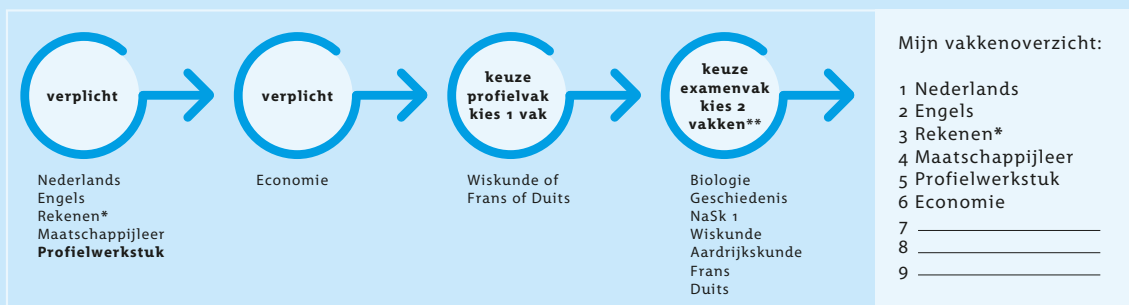 verplicht
Nederlands
Engels
Rekenen*
Maatschappijleer
Profielwerkstuk
verplicht
Economie
keuze
profielvak
kies 1 vak
Wiskunde of
Frans of Duits
keuze
examenvak
kies 2
vakken**
Biologie
Geschiedenis
NaSk 1
Wiskunde
Aardrijkskunde
Frans
Duits
Mijn vakkenoverzicht:
1 Nederlands
2 Engels
3 Rekenen*
4 Maatschappijleer
5 Profielwerkstuk
6 Economie
7
8
9